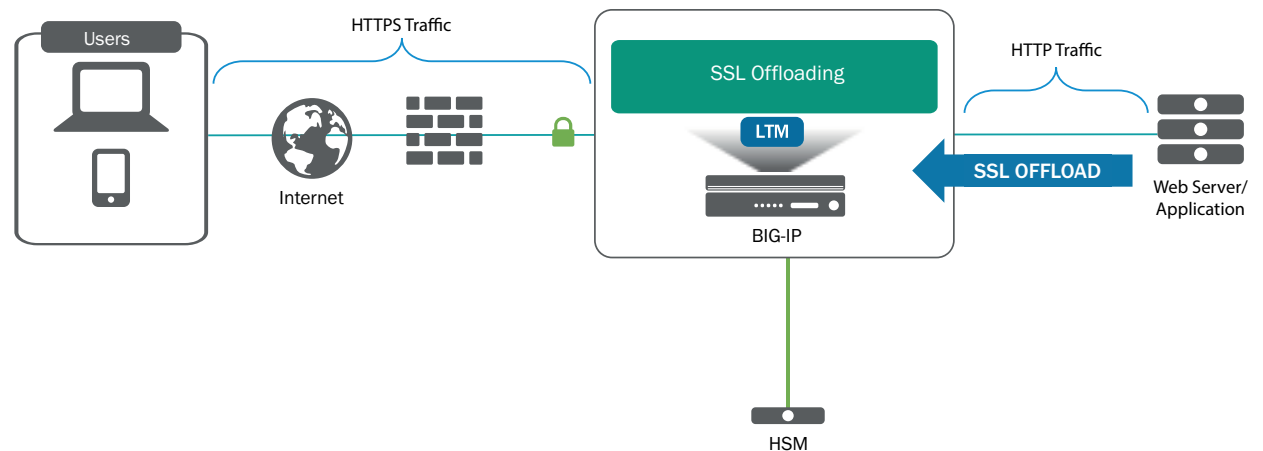 HTTPS Traffic
Users
Internet
SSL Offloading
LTM
BIG-IP
HTTP Traffic
SSL OFFLOAD
Web Server/
Application
HSM